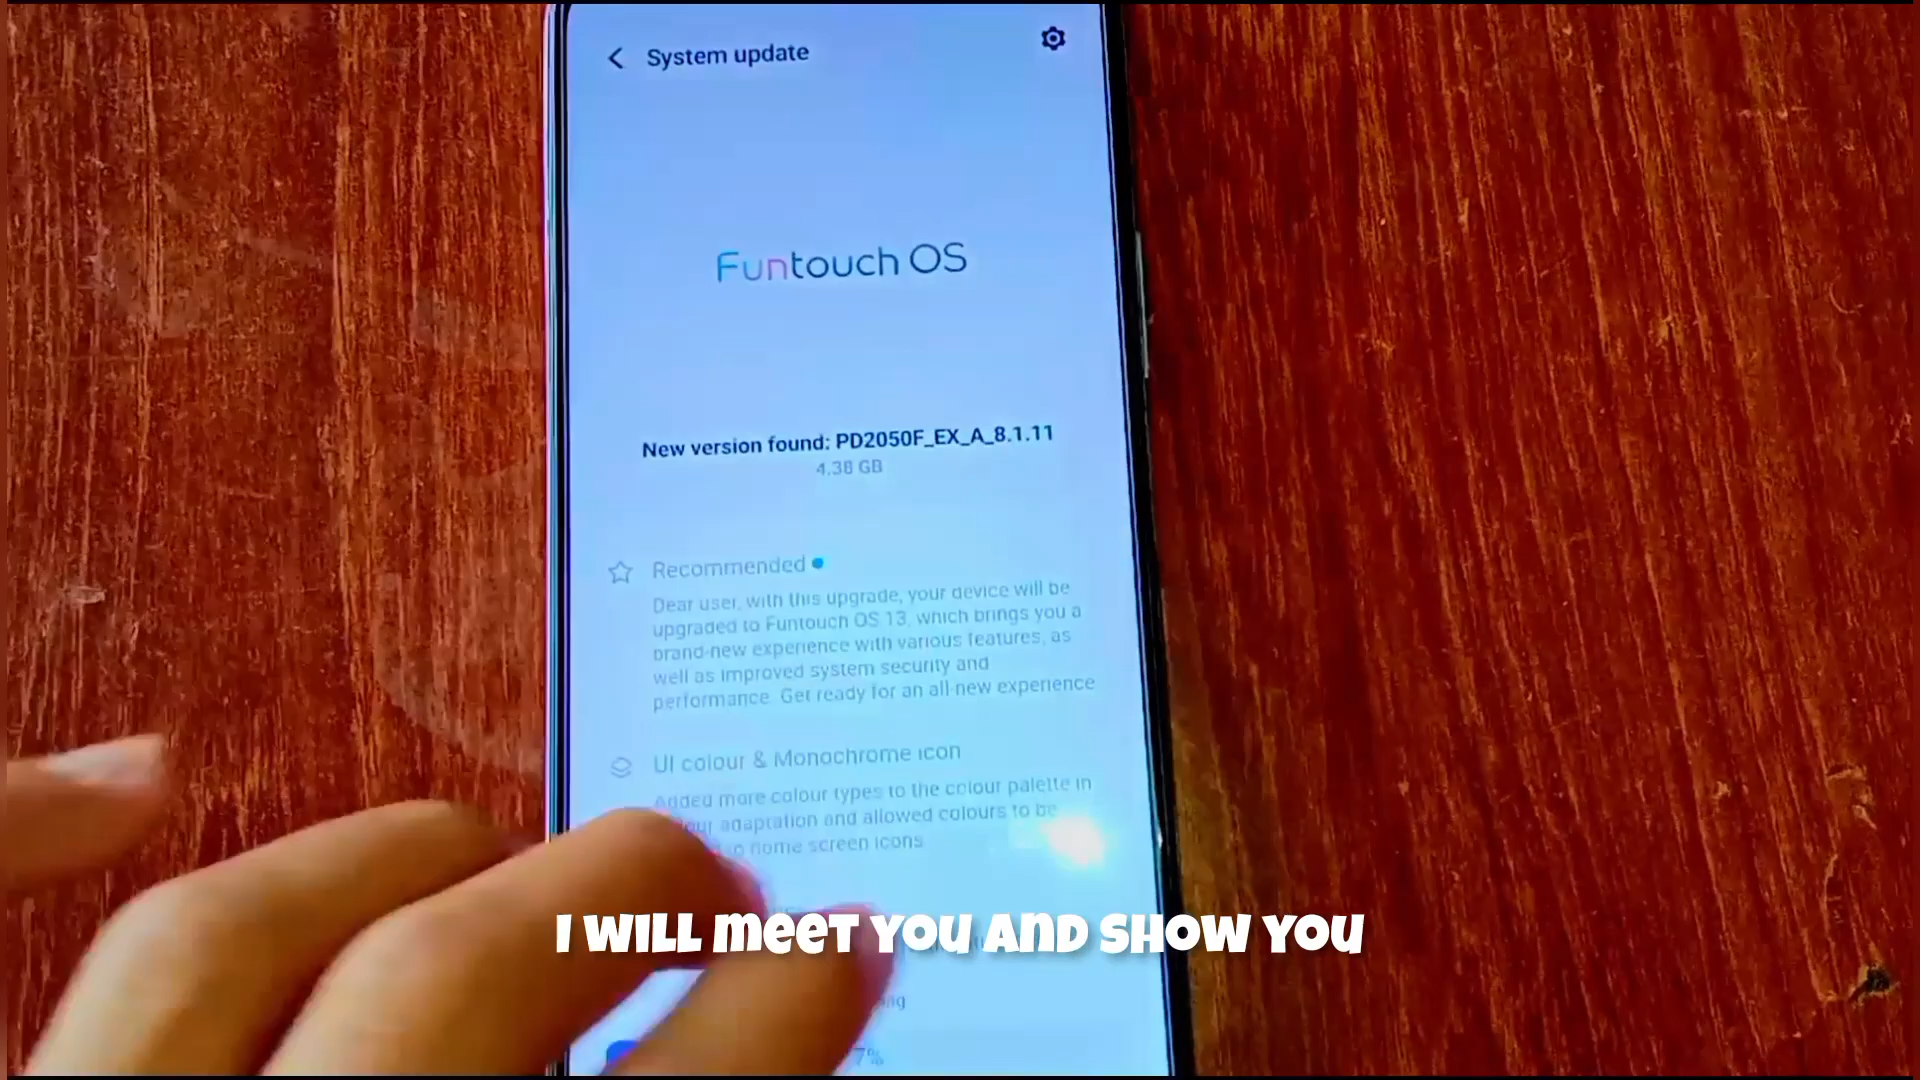 System update
Funtouch OS
New version found: PD2050F_EX_A_8.1.11
4.38 GB
Recommended
Dear user, with this upgrade, your device will be
upgraded to Funtouch OS 13, which brings you a
brand-new experience with various features, as
well as improved system security and
performance. Get ready for an all-new experience
UI colour & Monochrome icon
Added more colour types to the colour palette in
adaptation and allowed colours to be
home screen icons
I WILL MEET YOU AND SHOW YOU
7%